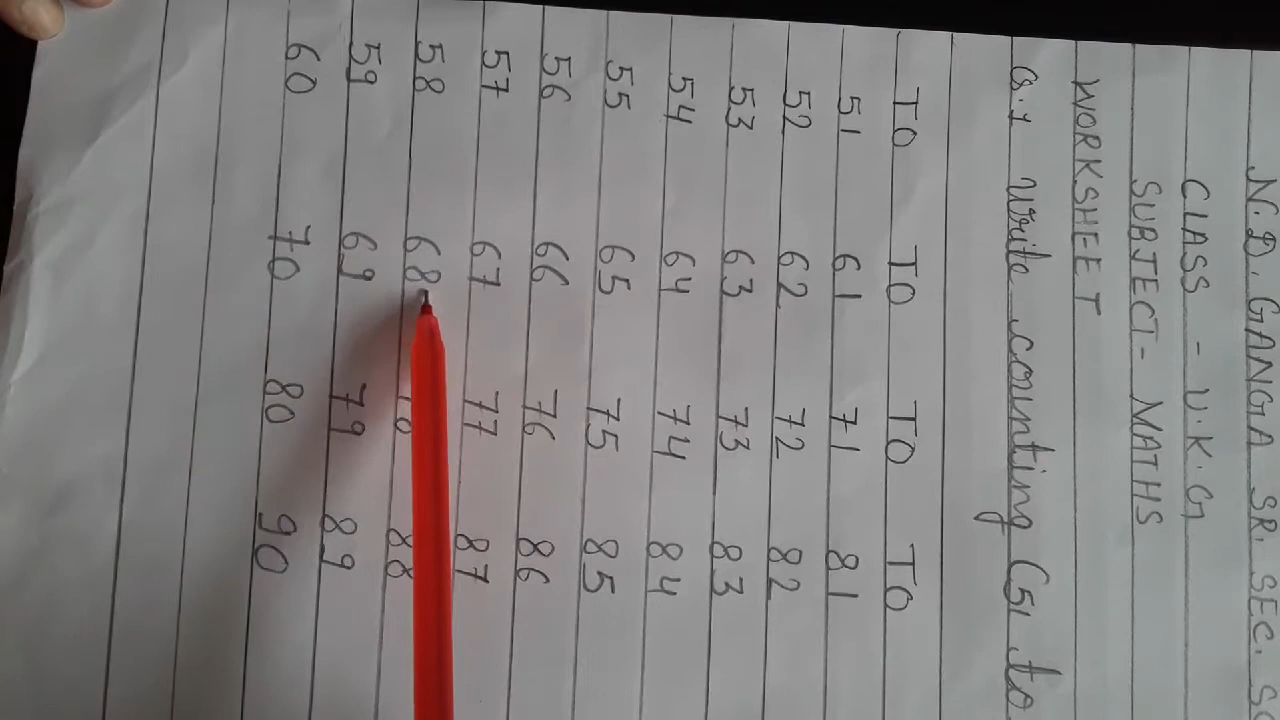 N.D. GANGA SR. SEC.
CLASS - U.K.G
SUBJECT- MATHS
WORKSHEET
Q.1 Write counting (51 to
TO TO TO TO
51 61 71 81
52 62 72 82
53 63 73 83
54 64 74 84
55 65 75 85
56 66 76 86
57 67 77 87
58 68 88
59 69 79 89
60 70 80 90